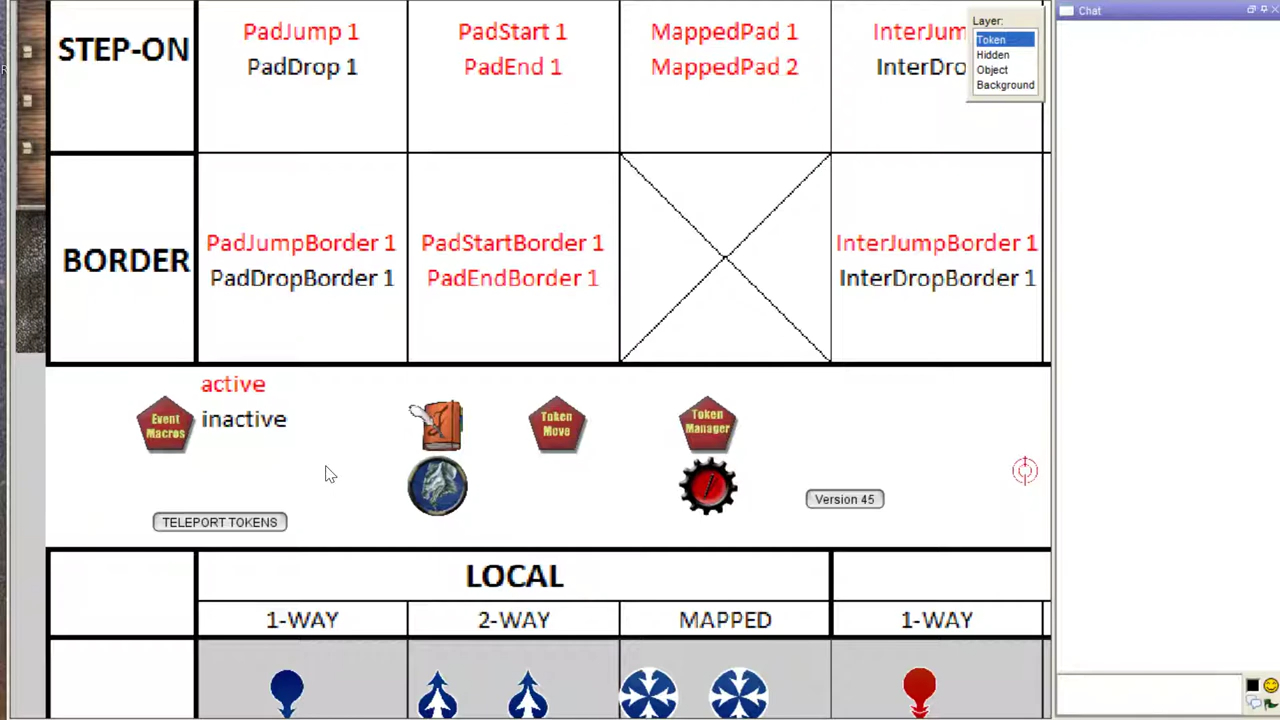 Chat
Layer:
Token
Hidden
Object
Background
STEP-ON
PadJump 1
PadDrop 1
PadStart 1
PadEnd 1
MappedPad 1
MappedPad 2
InterJum
InterDro
BORDER
PadJumpBorder 1
PadDropBorder 1
PadStartBorder 1
PadEndBorder 1
InterJumpBorder 1
InterDropBorder 1
active
inactive
Event
Macros
Token
Move
Token
Manager
Version 45
TELEPORT TOKENS
LOCAL
1-WAY
2-WAY
MAPPED
1-WAY